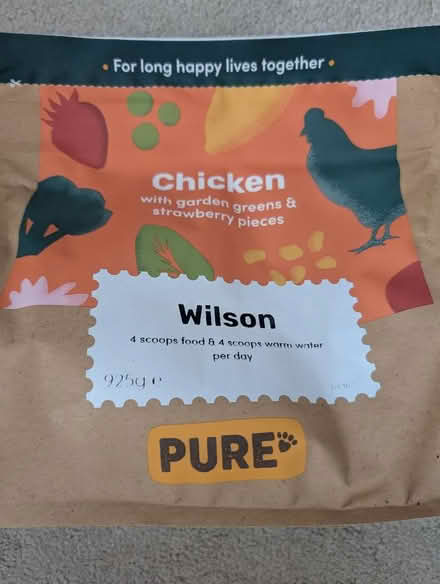 • For long happy lives together •
Chicken
with garden greens &
strawberry pieces
Wilson
4 scoops food & 4 scoops warm water
per day
925g e
PURE